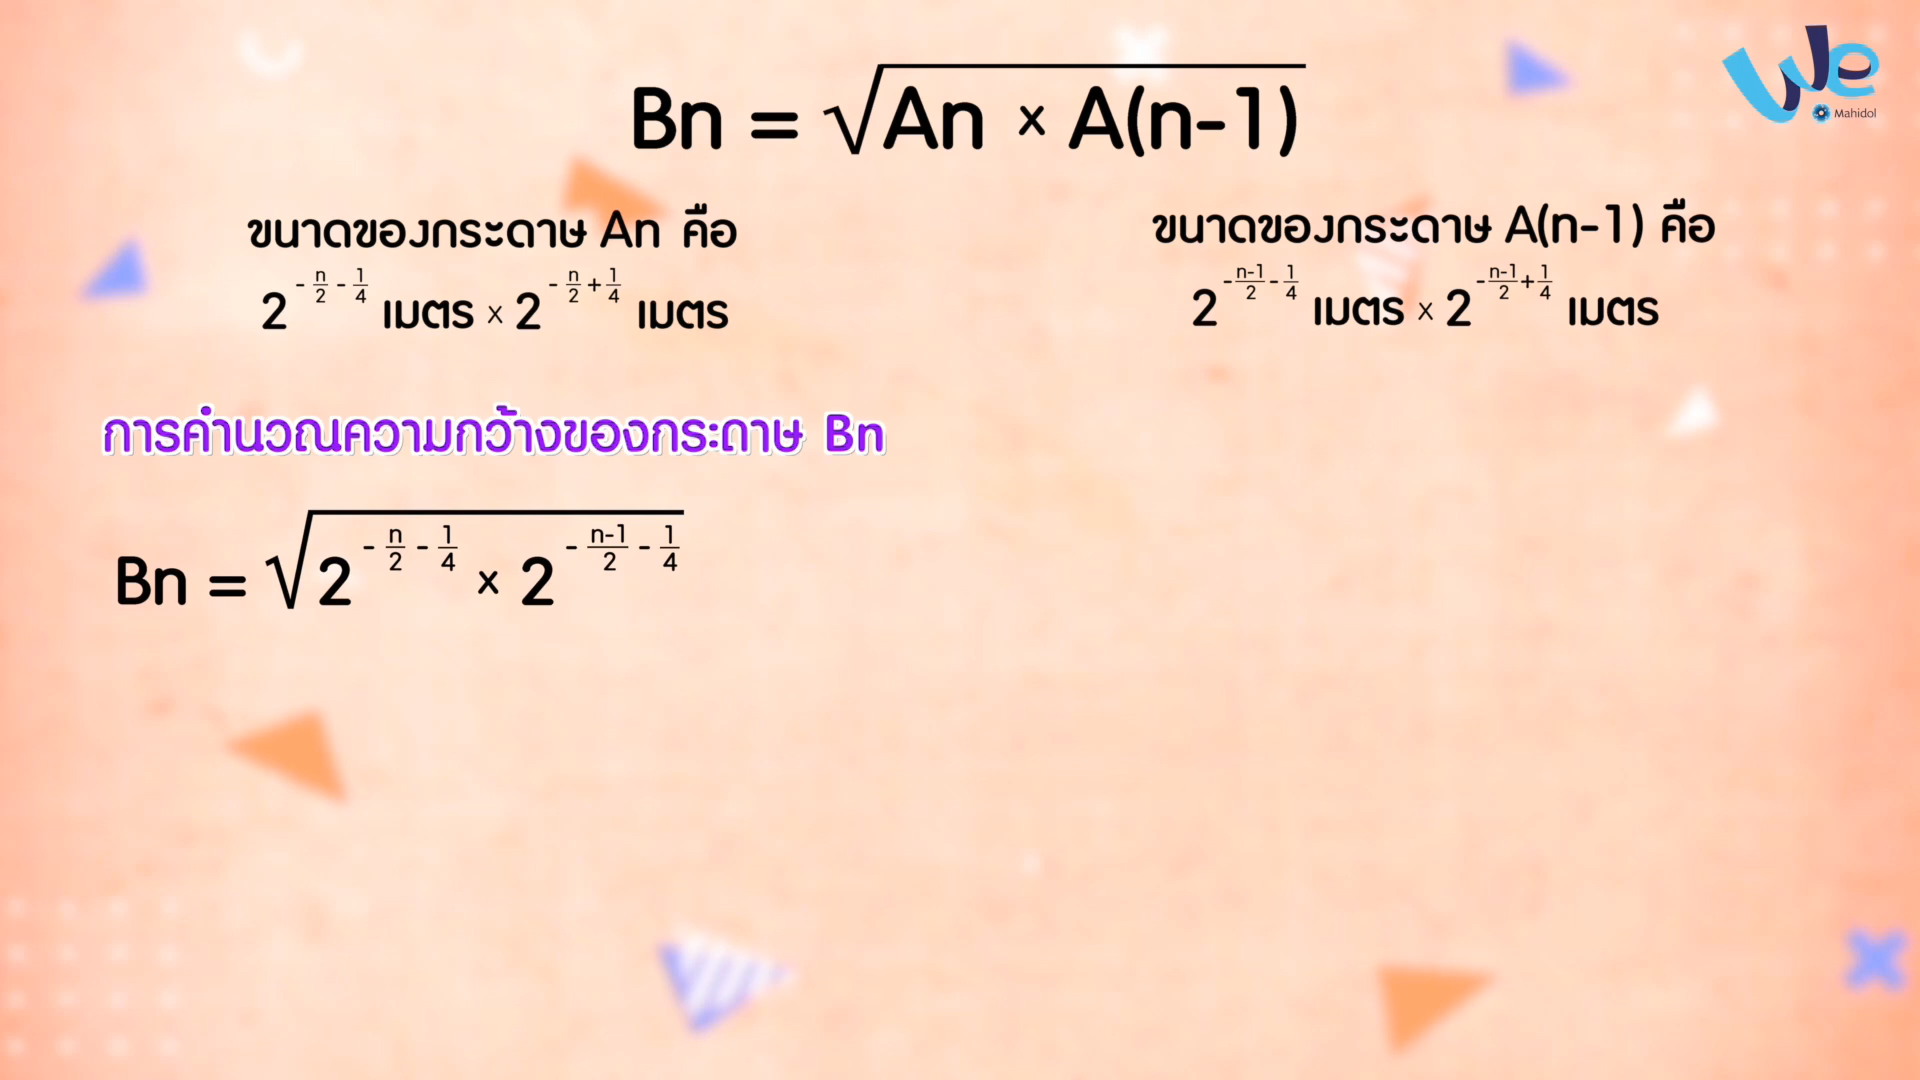 We
Mahidol
Bn = √An × A(n-1)
ขนาดของกระดาษ An คือ
2^(-n/2 - 1/4) เมตร × 2^(-n/2 + 1/4) เมตร
ขนาดของกระดาษ A(n-1) คือ
2^(-n-1/2 - 1/4) เมตร × 2^(-n-1/2 + 1/4) เมตร
การคำนวณความกว้างของกระดาษ Bn
Bn = √2^(-n/2 - 1/4) × 2^(-n-1/2 - 1/4)